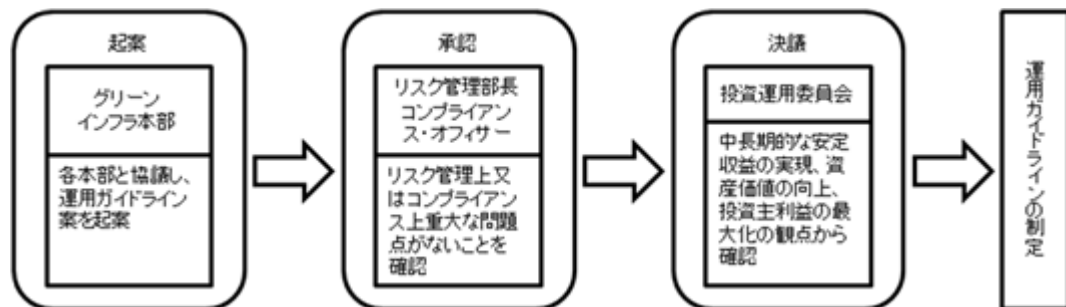 起案
グリーン
インフラ本部
各本部と協議し、
運用ガイドライン
案を起案
承認
リスク管理部長
コンプライアン
ス・オフィサー
リスク管理上又
はコンプライアン
ス上重大な問題
点がないことを
確認
決議
投資運用委員会
中長期的な安定
収益の実現、資
産価値の向上、
投資主利益の最
大化の観点から
確認
運用ガイドラインの制定